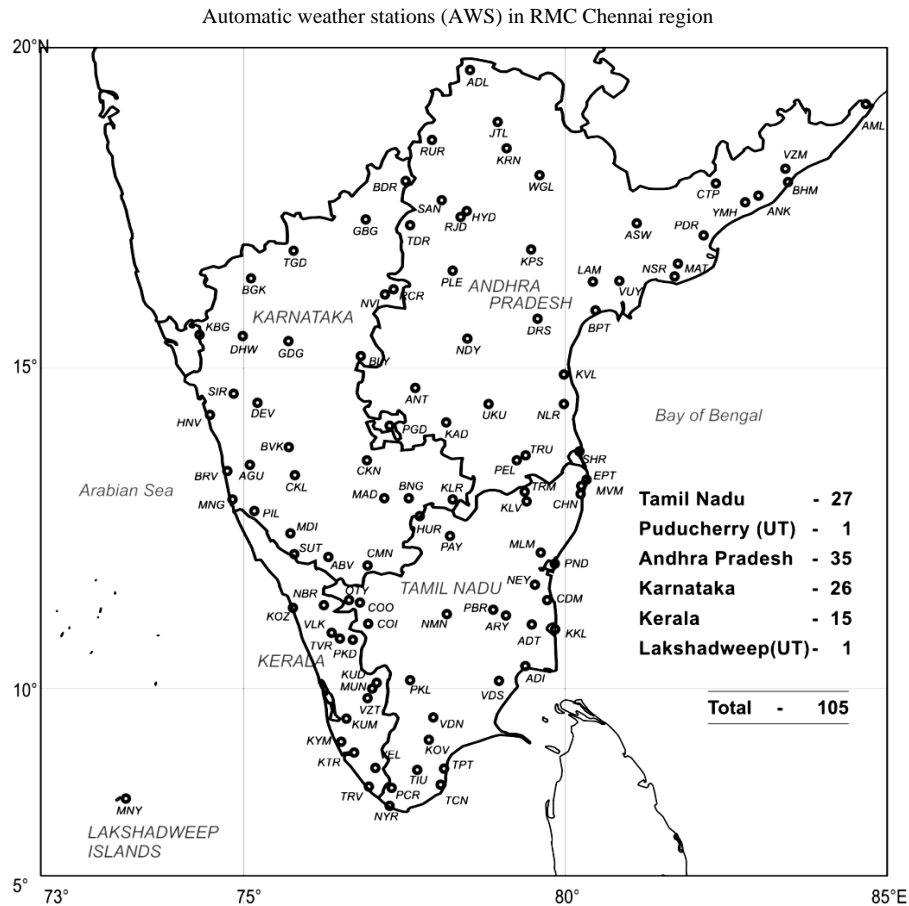 Automatic weather stations (AWS) in RMC Chennai region
20°N
ADL
AML
JTL
RUR
KRN
VZM
WGL
BDR
CTP
BHM
SAN
YMH
ANK
GBG
RJD
HYD
TDR
ASW
PDR
TGD
KPS
BGK
PLE
LAM
NSR
MAT
NVI
RCR
ANDHRA
PRADESH
VUY
KARNATAKA
DRS
BPT
KBG
DHW
GDG
NDY
BLY
15°
KVL
SIR
ANT
DEV
UKU
NLR
HNV
PGD
KAD
Bay of Bengal
BVK
TRU
SHR
BRV
AGU
CKN
PEL
EPT
Arabian Sea
CKL
MAD
BNG
KLR
TRM
MVM
MNG
PIL
KLV
CHN
Tamil Nadu - 27
HUR
Puducherry (UT) - 1
MDI
PAY
SUT
MLM
Andhra Pradesh - 35
ABV
CMN
PND
OTY
TAMIL NADU
NEY
Karnataka - 26
NBR
COO
PBR
CDM
KOZ
VLK
COI
NMN
ARY
Kerala - 15
TVR
PKD
ADT
KKL
Lakshadweep(UT) - 1
KERALA
KUD
ADI
10°
MUN
PKL
VDS
VZT
Total - 105
KUM
VDN
KYM
KOV
KTR
YEL
TPT
TIU
TRV
PCR
TCN
MNY
NYR
LAKSHADWEEP
ISLANDS
5°
73°
75°
80°
85°E